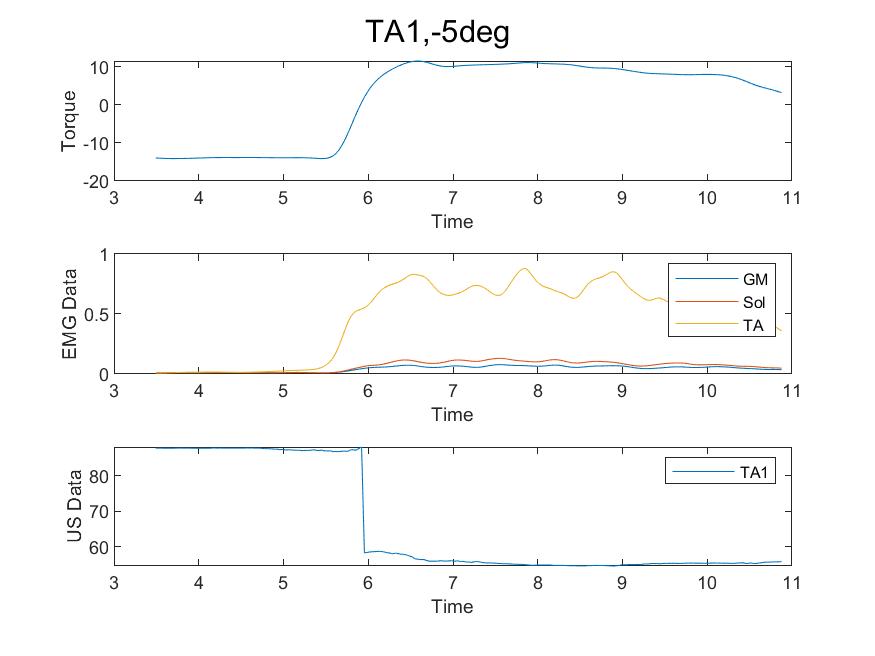 TA1,-5deg
10
0
-10
-20
Torque
3 4 5 6 7 8 9 10 11
Time
1
0.5
0
EMG Data
GM
Sol
TA
3 4 5 6 7 8 9 10 11
Time
80
70
60
US Data
TA1
3 4 5 6 7 8 9 10 11
Time